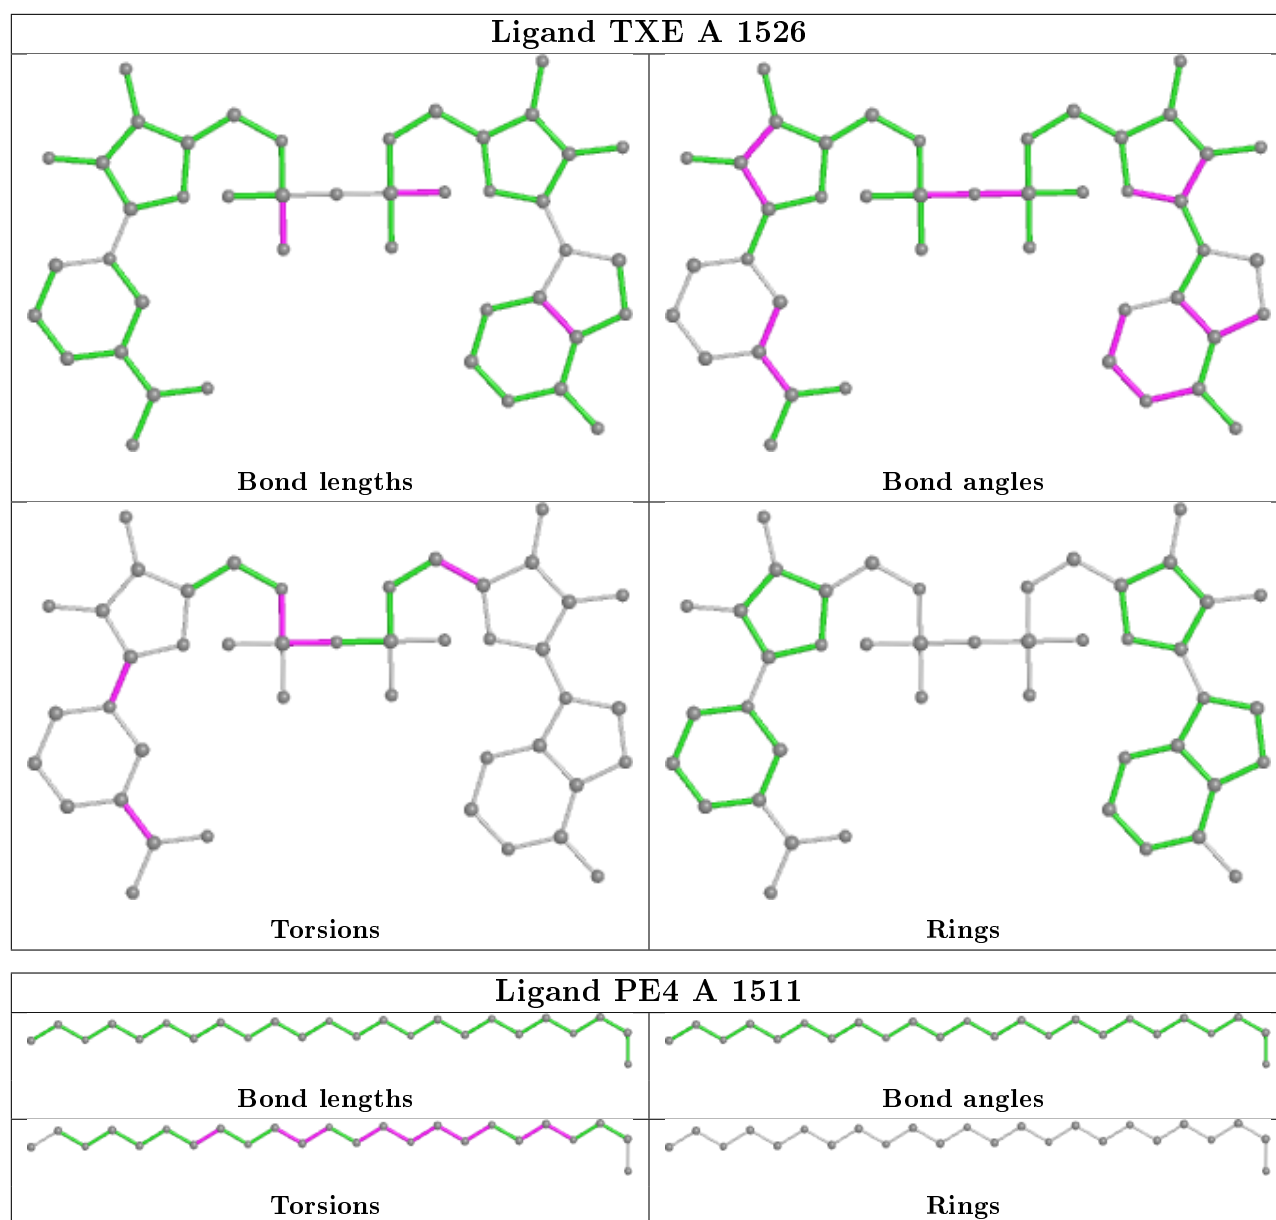 Ligand TXE A 1526
Bond lengths
Bond angles
Torsions
Rings
Ligand PE4 A 1511
Bond lengths
Bond angles
Torsions
Rings